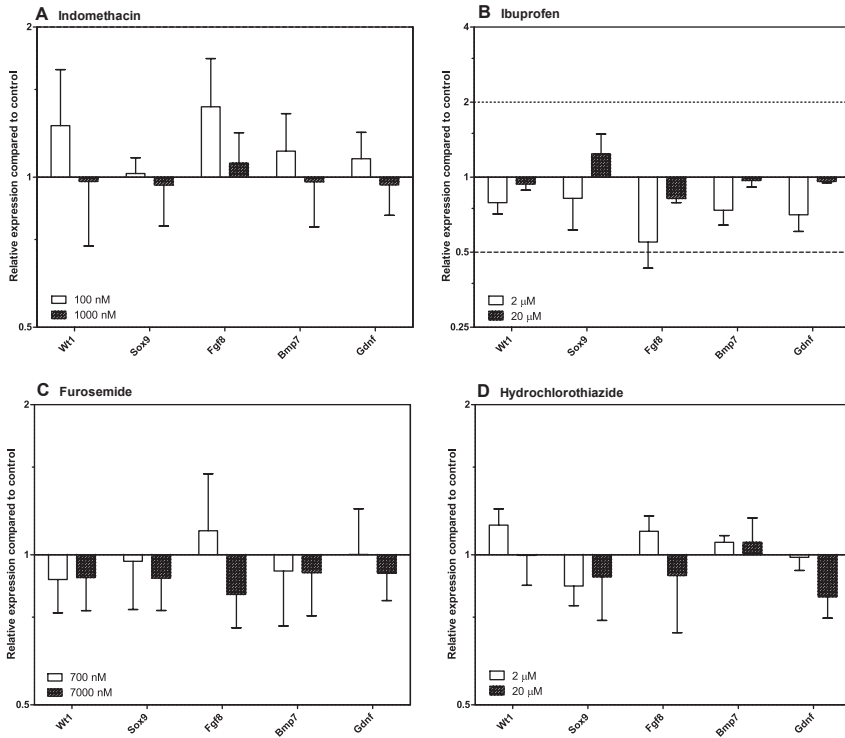 A Indomethacin
Relative expression compared to control
2
1
0.5
100 nM
1000 nM
Wt1
Sox9
Fgf8
Bmp7
Gdnf
B Ibuprofen
Relative expression compared to control
4
2
1
0.5
0.25
2 μM
20 μM
Wt1
Sox9
Fgf8
Bmp7
Gdnf
C Furosemide
Relative expression compared to control
2
1
0.5
700 nM
7000 nM
Wt1
Sox9
Fgf8
Bmp7
Gdnf
D Hydrochlorothiazide
Relative expression compared to control
2
1
0.5
2 μM
20 μM
Wt1
Sox9
Fgf8
Bmp7
Gdnf